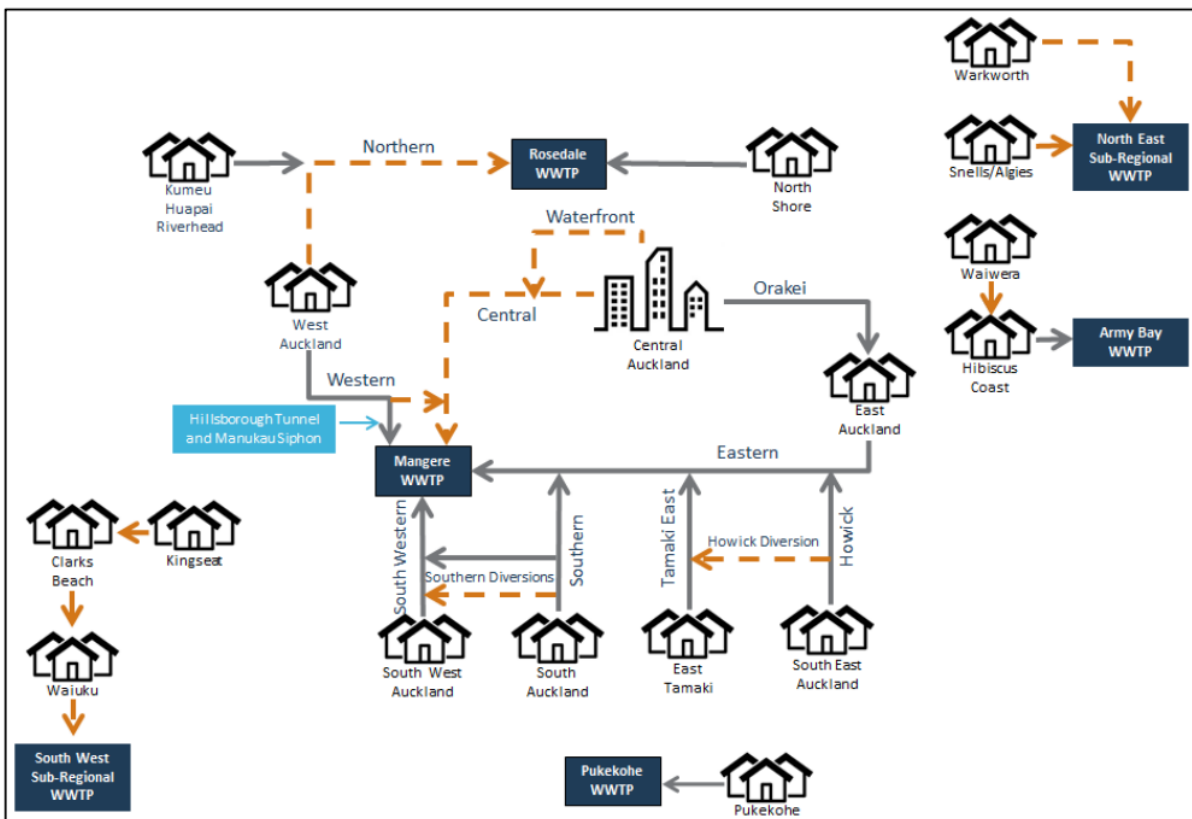 Warkworth
Snells/Algies
North East
Sub-Regional
WWTP
Kumeu
Huapai
Riverhead
Northern
Rosedale
WWTP
North
Shore
Waterfront
Waiwera
West
Auckland
Central
Central
Auckland
Orakei
Hibiscus
Coast
Army Bay
WWTP
Western
East
Auckland
Hillsborough Tunnel
and Manukau Siphon
Mangere
WWTP
Eastern
Clarks
Beach
Kingseat
South Western
Southern Diversions
Southern
Tamaki East
Howick Diversion
Howick
Waiuku
South West
Auckland
South
Auckland
East
Tamaki
South East
Auckland
South West
Sub-Regional
WWTP
Pukekohe
WWTP
Pukekohe